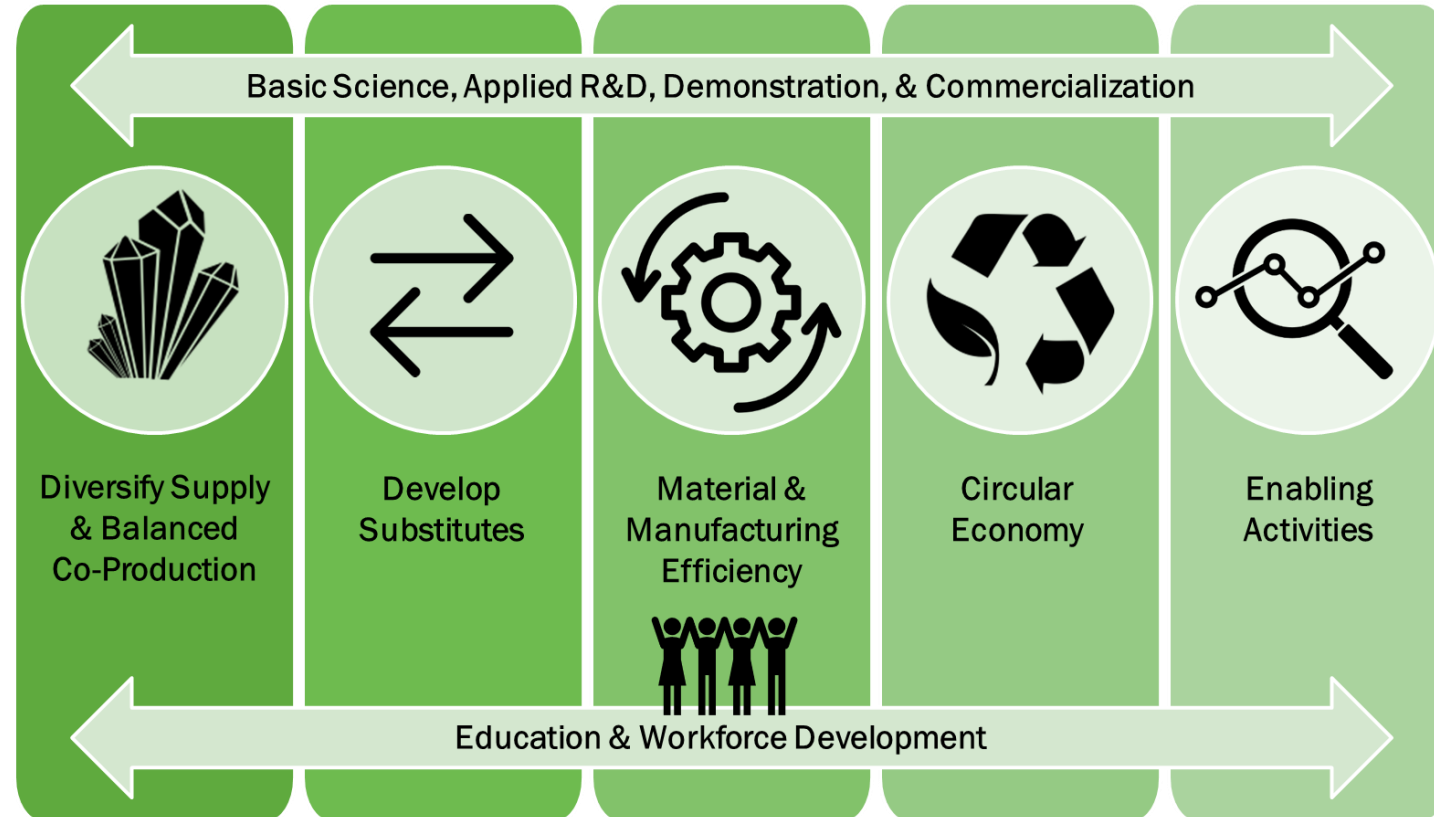 Basic Science, Applied R&D, Demonstration, & Commercialization
Diversify Supply
& Balanced
Co-Production
Develop
Substitutes
Material &
Manufacturing
Efficiency
Circular
Economy
Enabling
Activities
Education & Workforce Development